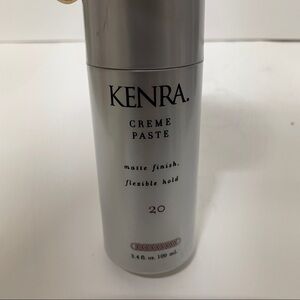 KENRA.
CREME
PASTE
matte finish,
flexible hold
20
3.4 fl. oz. 100 mL